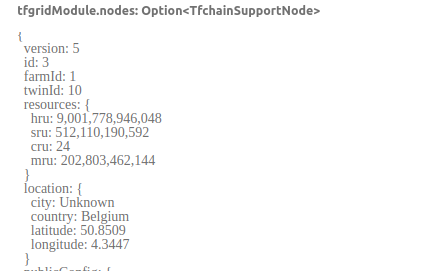 tfgridModule.nodes: Option<TfchainSupportNode>
{
version: 5
id: 3
farmId: 1
twinId: 10
resources: {
hru: 9,001,778,946,048
sru: 512,110,190,592
cru: 24
mru: 202,803,462,144
}
location: {
city: Unknown
country: Belgium
latitude: 50.8509
longitude: 4.3447
}
publicConfig: {